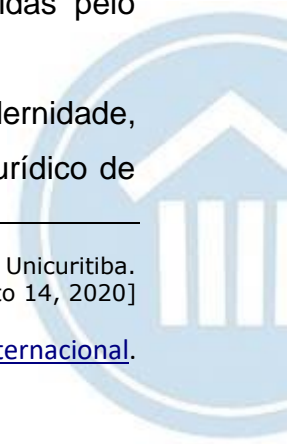 idas pelo
dernidade,
urídico de
Unicuritiba.
to 14, 2020]
ternacional.